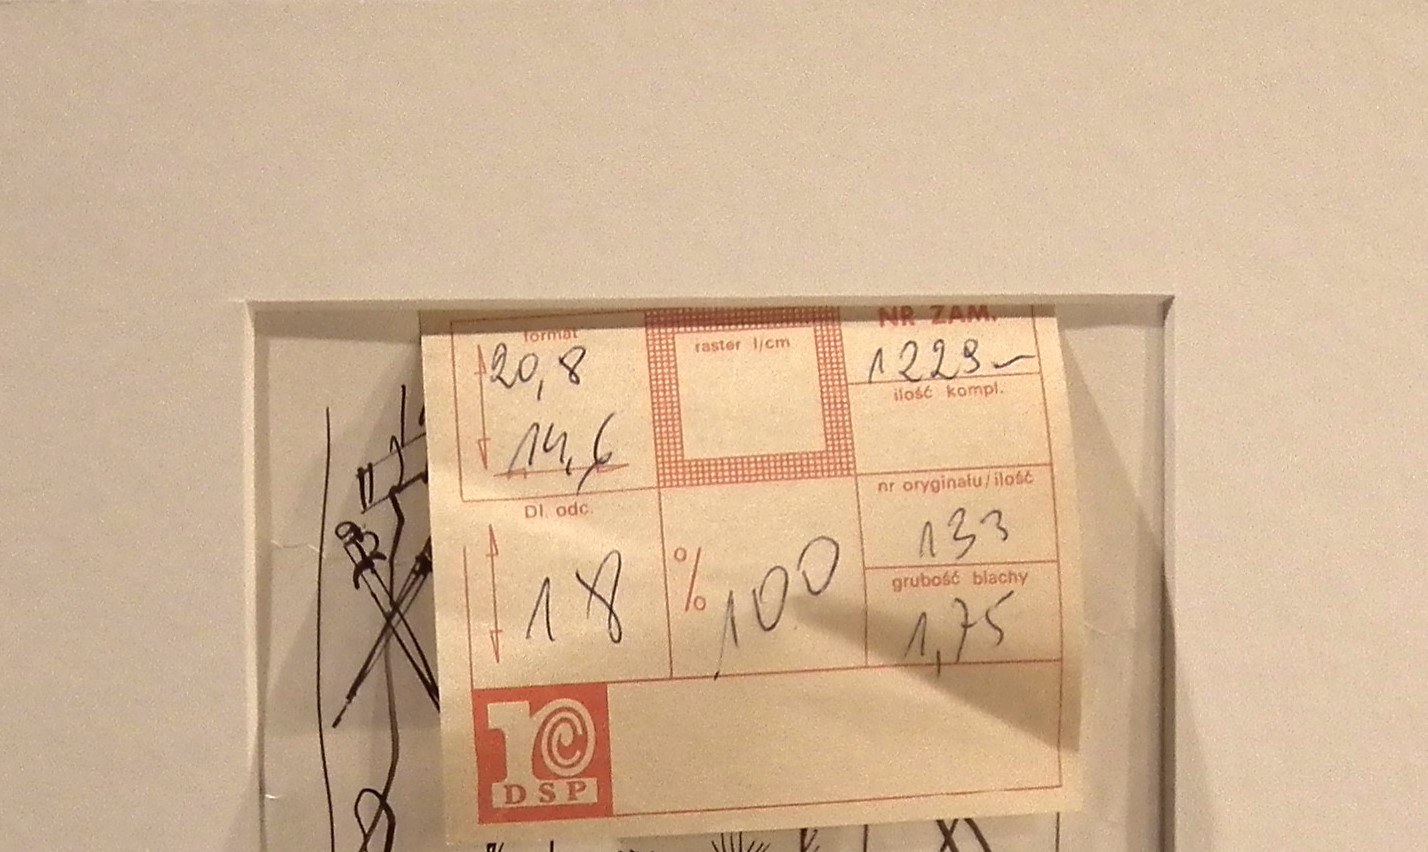 format
20,8
14,6
raster l/cm
NR ZAM.
1229
ilość kompl.
Dł. odc.
18
%
100
nr oryginału/ilość
133
grubość blachy
1,75
DSP